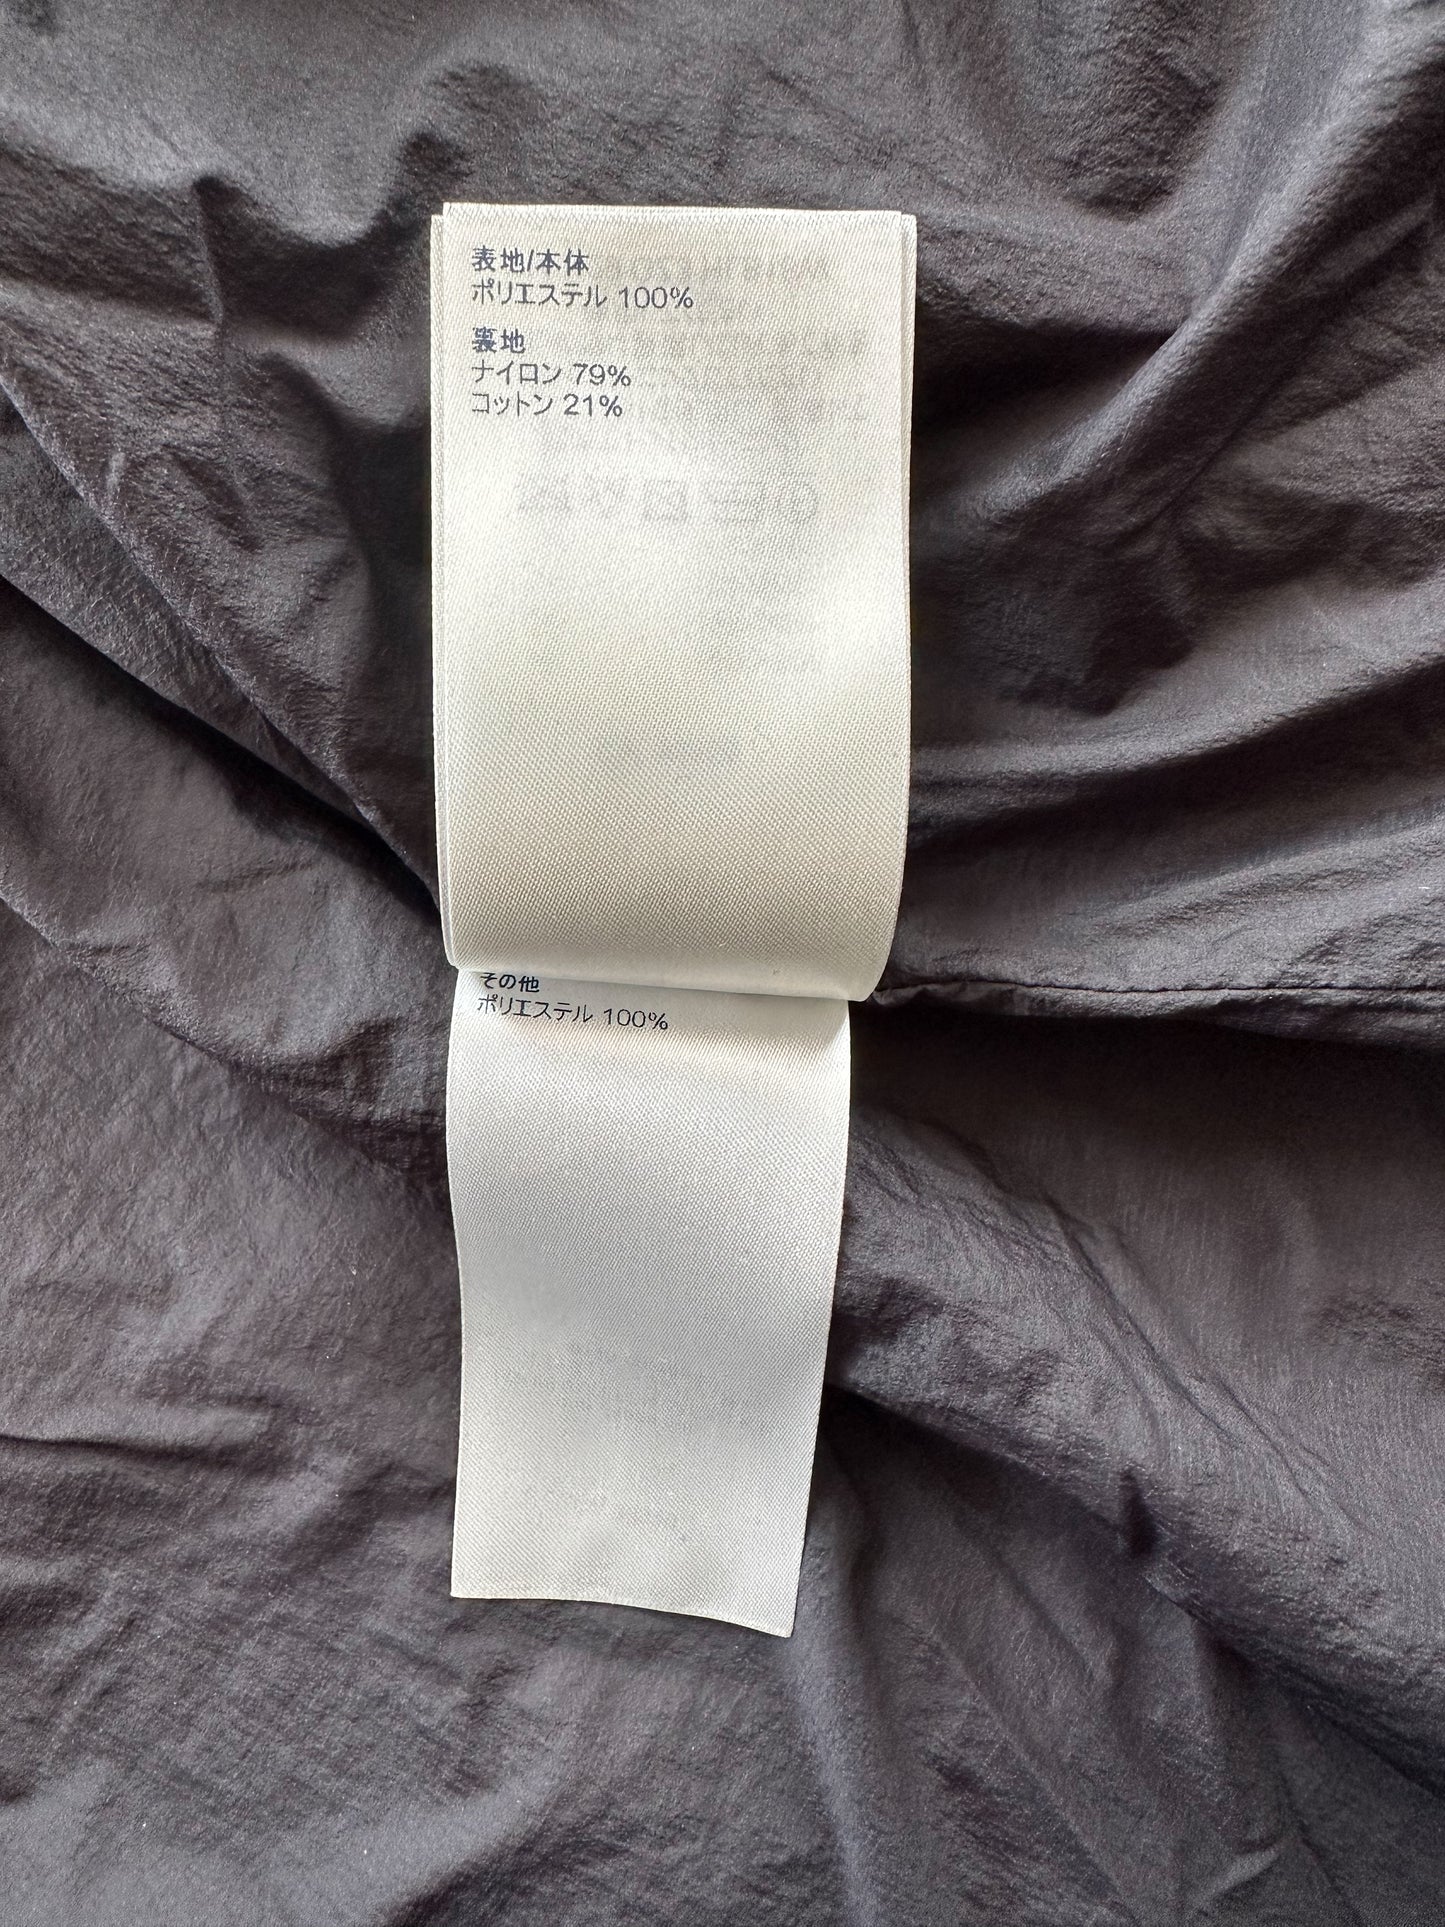 表地/本体
ポリエステル 100%
裏地
ナイロン 79%
コットン 21%
その他
ポリエステル 100%